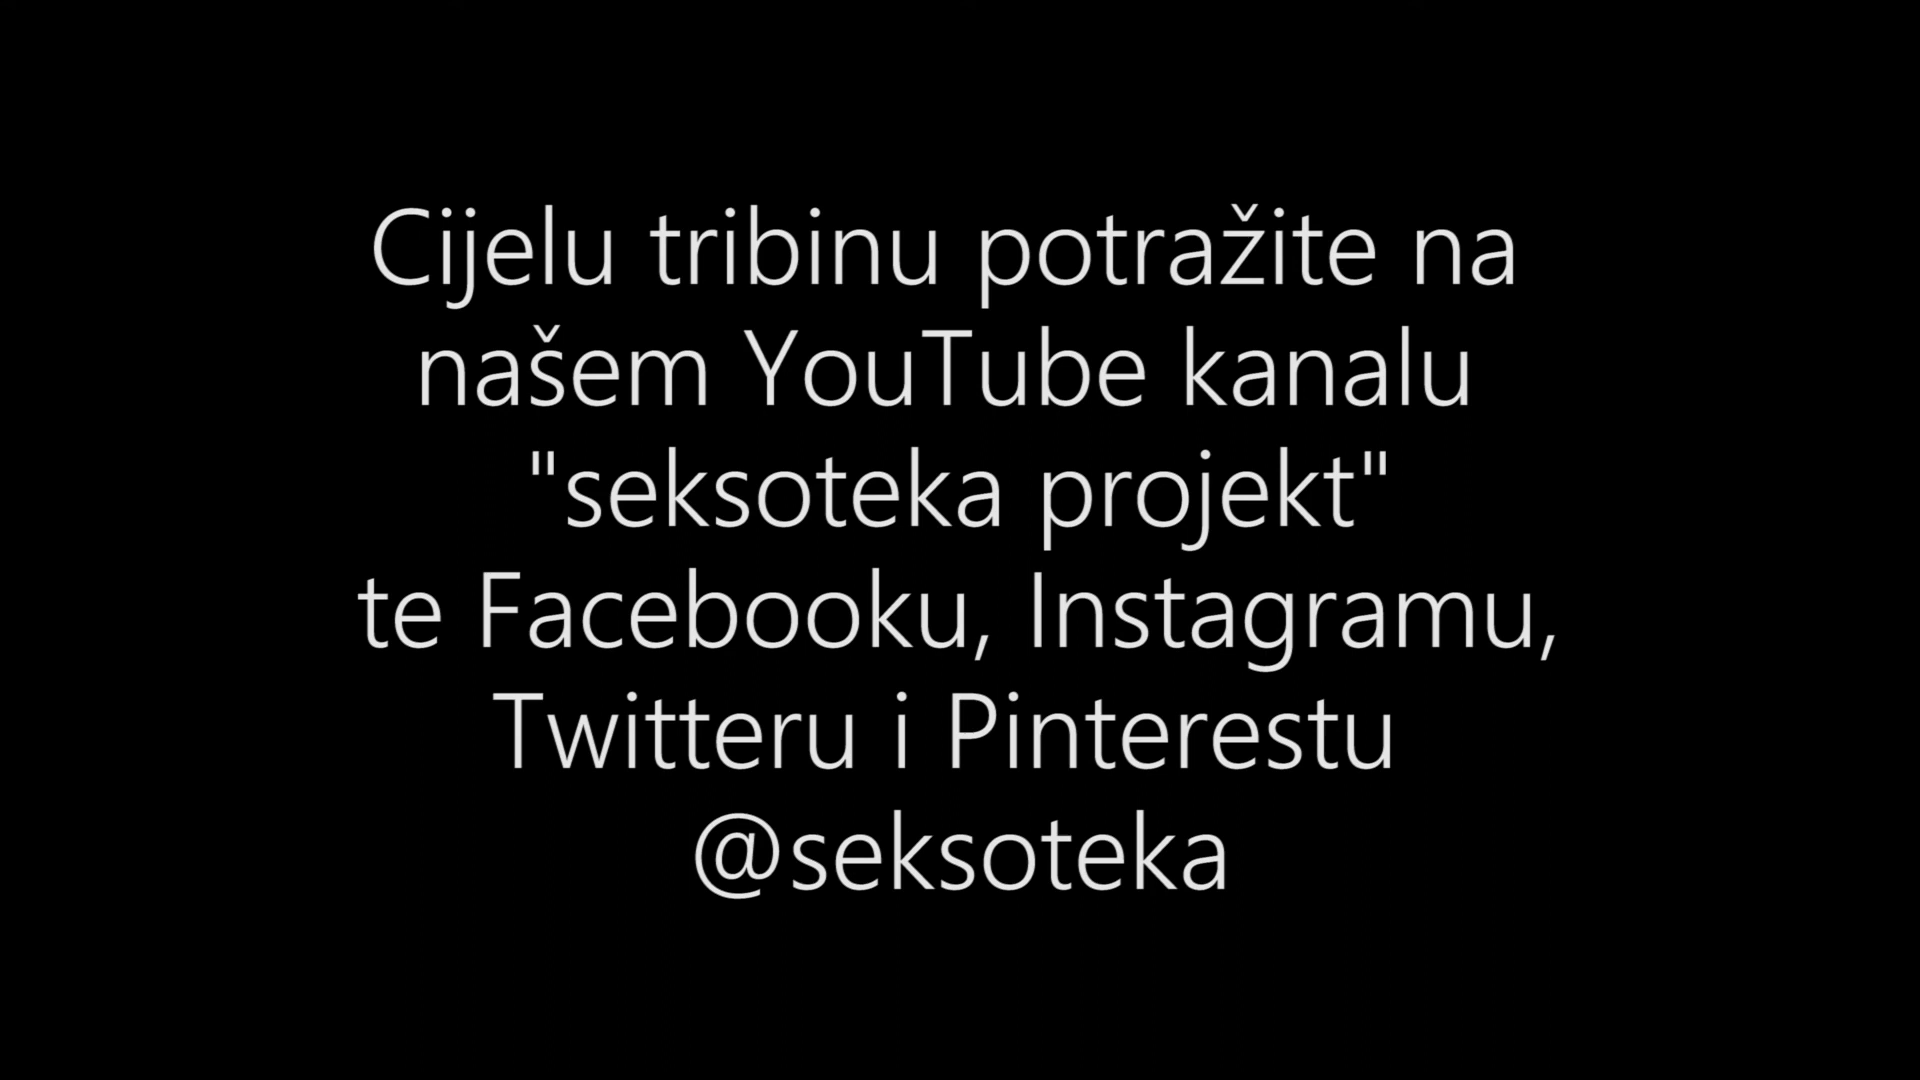 Cijelu tribinu potražite na
našem YouTube kanalu
"seksoteka projekt"
te Facebooku, Instagramu,
Twitteru i Pinterestu
@seksoteka